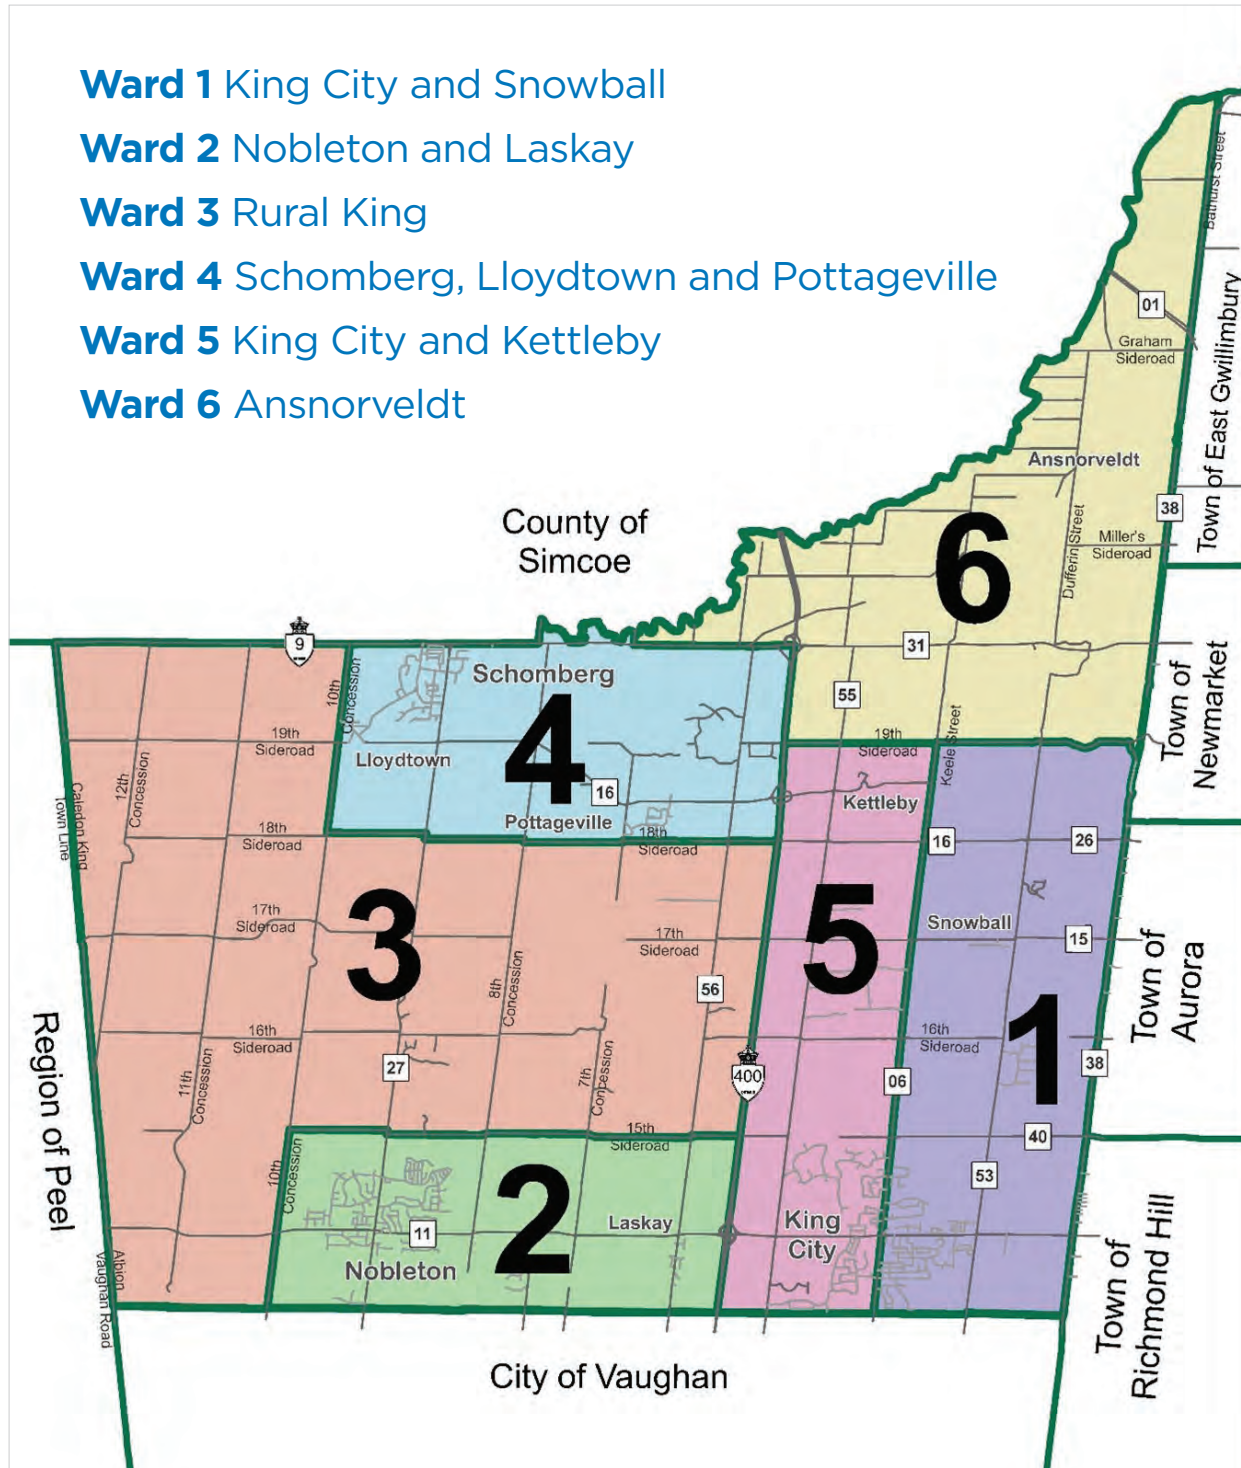 Ward 1 King City and Snowball
Ward 2 Nobleton and Laskay
Ward 3 Rural King
Ward 4 Schomberg, Lloydtown and Pottageville
Ward 5 King City and Kettleby
Ward 6 Ansnorveldt
Bathurst Street
01
Graham
Sideroad
Town of East Gwillimbury
Ansnorveldt
38
County of
Simcoe
6
Dufferin Street
Miller's
Sideroad
9
31
55
Town of
Newmarket
10th
Concession
Schomberg
4
19th
Sideroad
Lloydtown
16
Pottageville
19th
Sideroad
Keele Street
Kettleby
12th
Concession
Caledon King
Town Line
18th
Sideroad
18th
Sideroad
16
26
3
17th
Sideroad
17th
Sideroad
5
Snowball
15
Town of
Aurora
8th
Concession
56
Region of Peel
16th
Sideroad
27
11th
Concession
7th
Concession
400
16th
Sideroad
06
1
38
15th
Sideroad
40
53
10th
Concession
2
11
Laskay
Nobleton
King
City
Albion
Vaughan Road
Town of
Richmond Hill
City of Vaughan